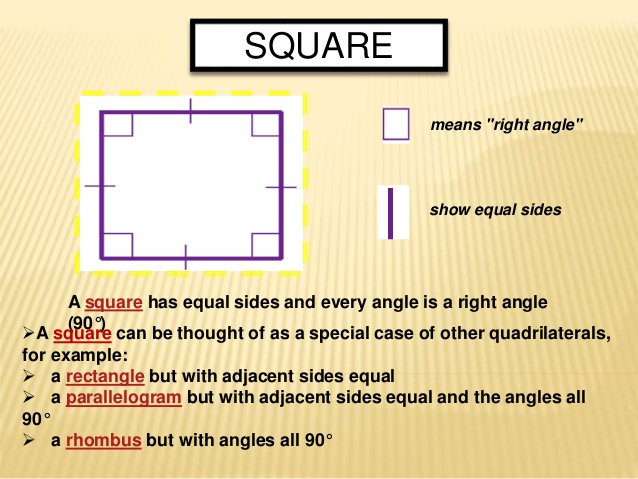 SQUARE
means "right angle"
show equal sides
A square has equal sides and every angle is a right angle
(90°)
➢A square can be thought of as a special case of other quadrilaterals,
for example:
➢ a rectangle but with adjacent sides equal
➢ a parallelogram but with adjacent sides equal and the angles all
90°
➢ a rhombus but with angles all 90°